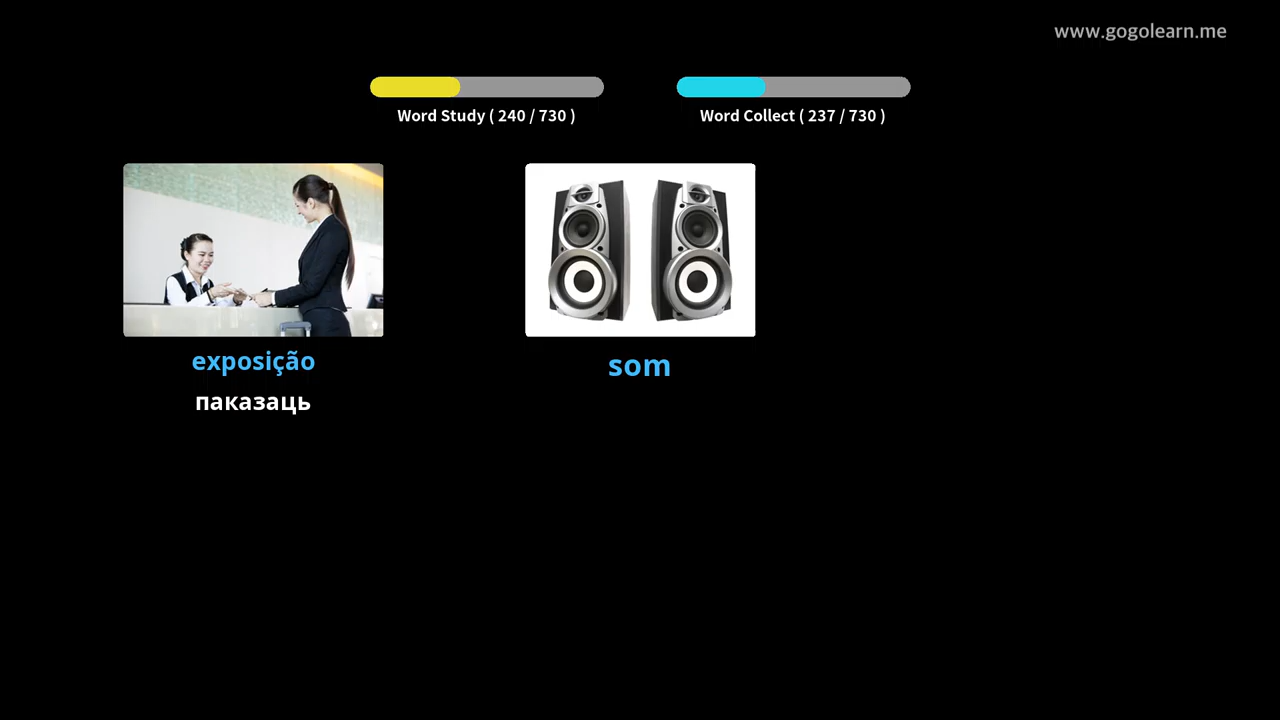 www.gogolearn.me
Word Study ( 240 / 730 )
Word Collect ( 237 / 730 )
exposição
паказаць
som